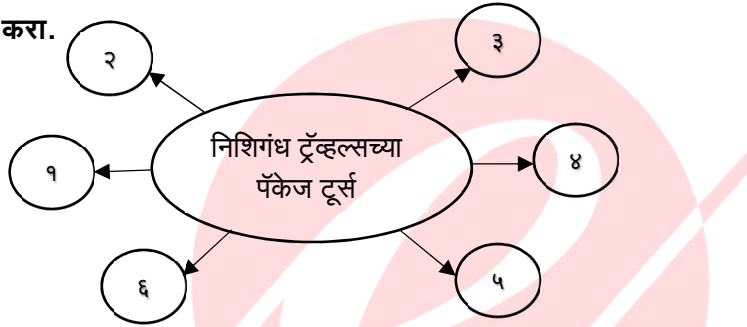 करा.
२
३
निशिगंध ट्रॅव्हल्सच्या
पॅकेज टूर्स
१
४
६
५